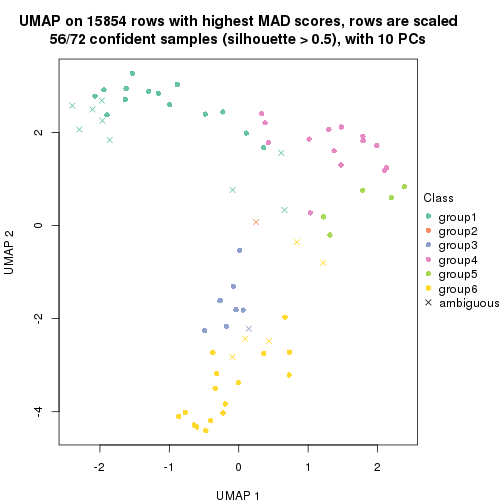 UMAP on 15854 rows with highest MAD scores, rows are scaled
56/72 confident samples (silhouette > 0.5), with 10 PCs
2
0
-2
-4
UMAP 2
-2
-1
0
1
2
UMAP 1
Class
group1
group2
group3
group4
group5
group6
ambiguous